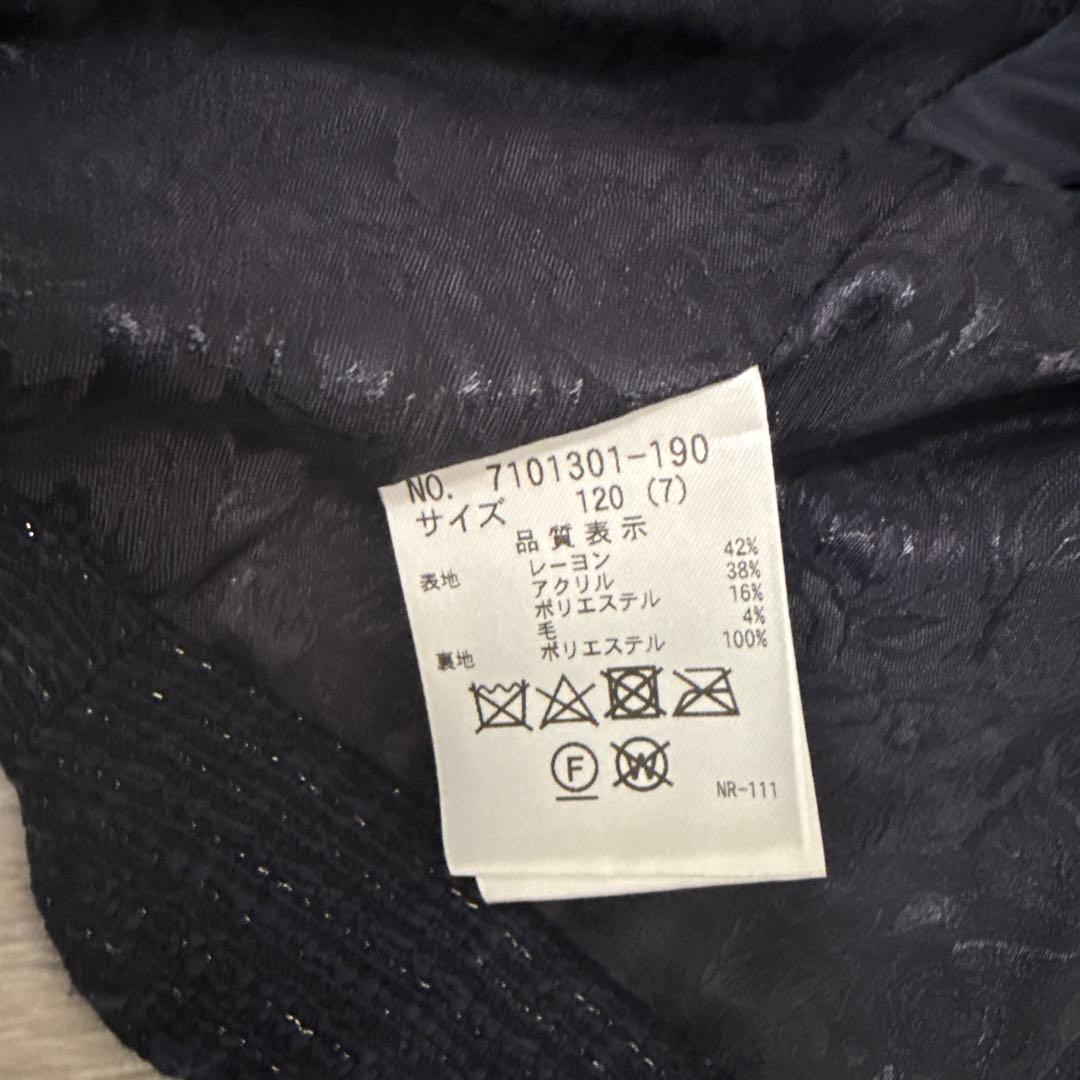 NO. 7101301-190
サイズ 120 (7)
品質表示
表地 レーヨン 42%
アクリル 38%
ポリエステル 16%
毛 4%
裏地 ポリエステル 100%
F W
NR-111